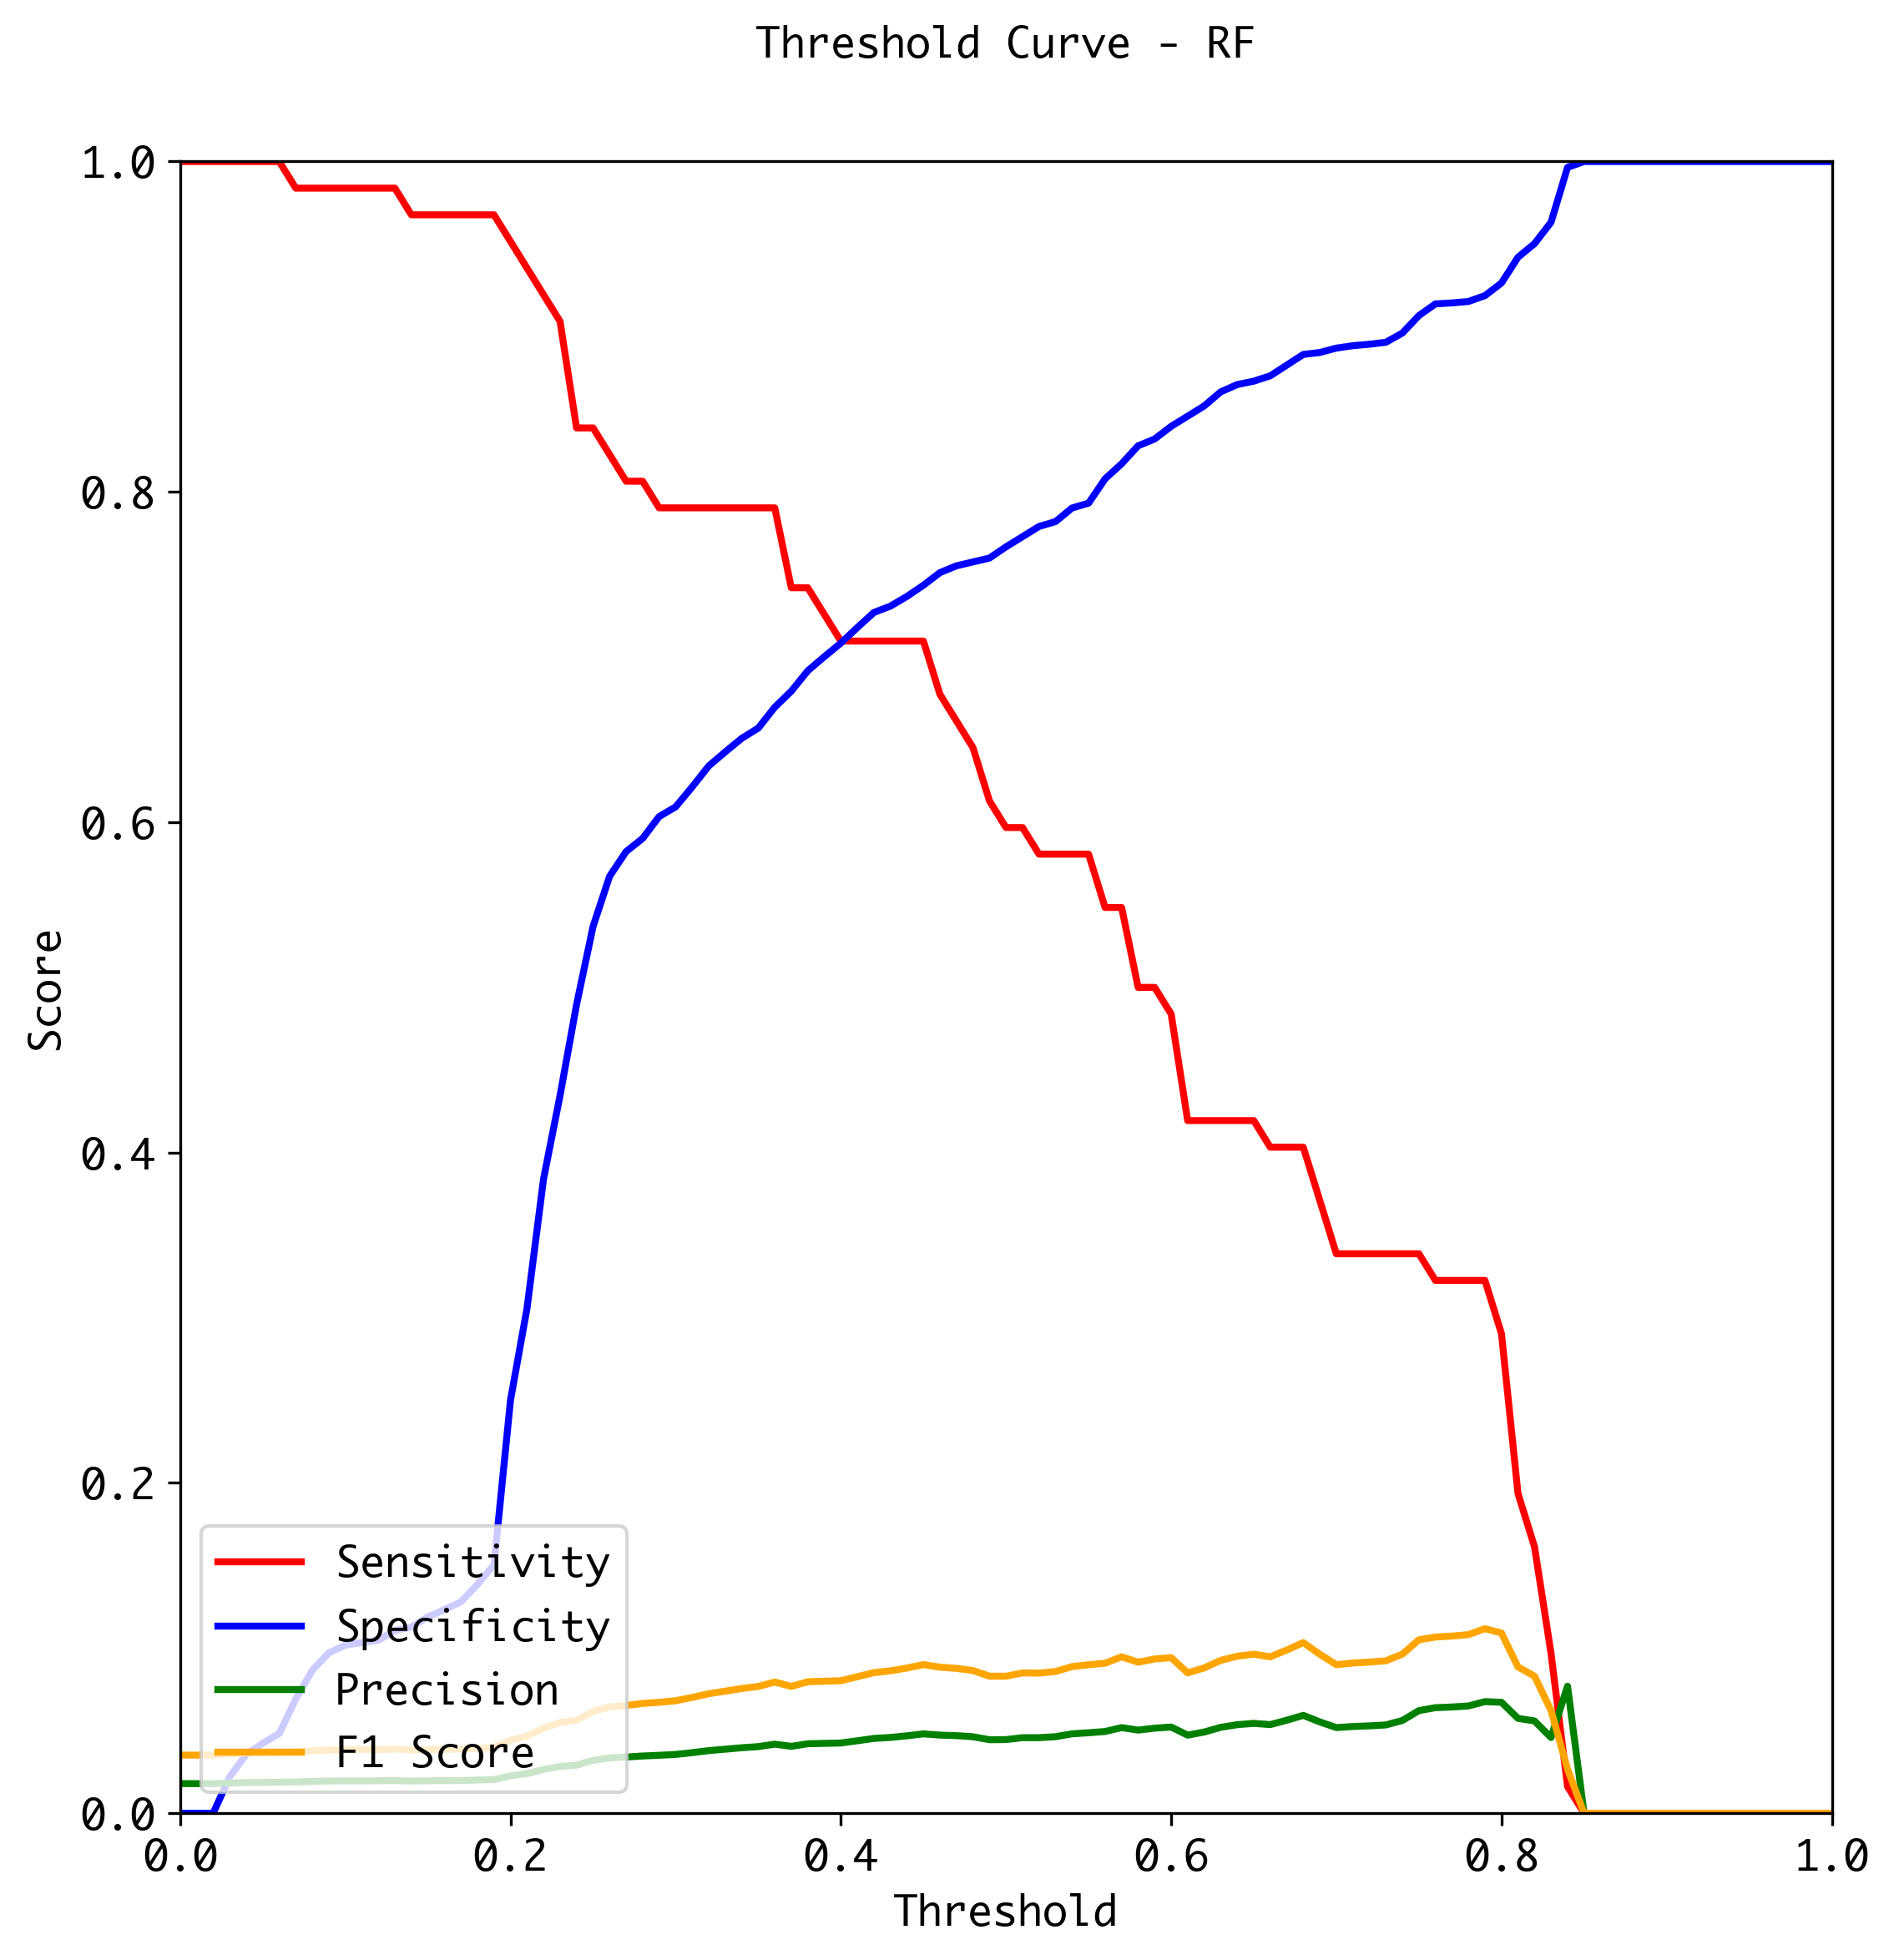 Threshold Curve - RF
1.0
0.8
0.6
0.4
0.2
0.0
Score
Sensitivity
Specificity
Precision
F1 Score
0.0 0.2 0.4 0.6 0.8 1.0
Threshold